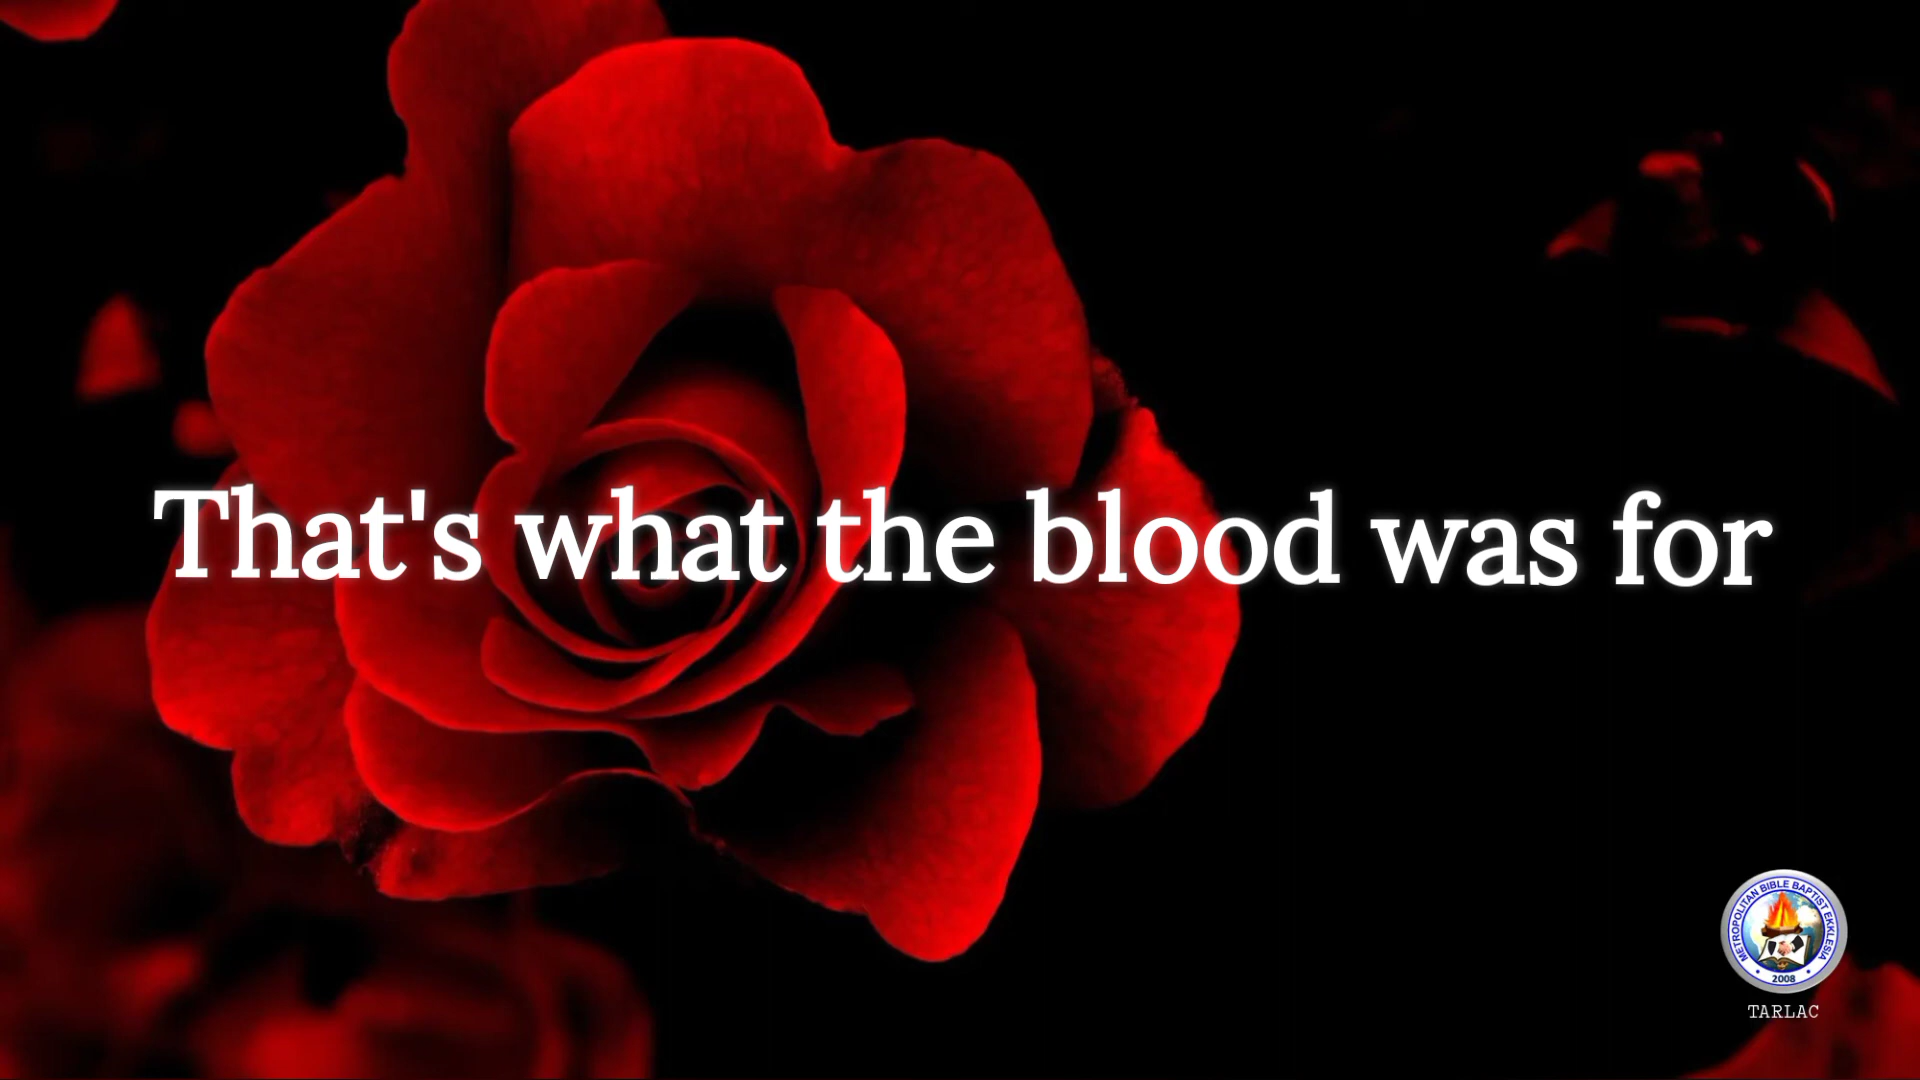 That's what the blood was for
METROPOLITAN BIBLE BAPTIST EKKLESIA
2008
TARLAC